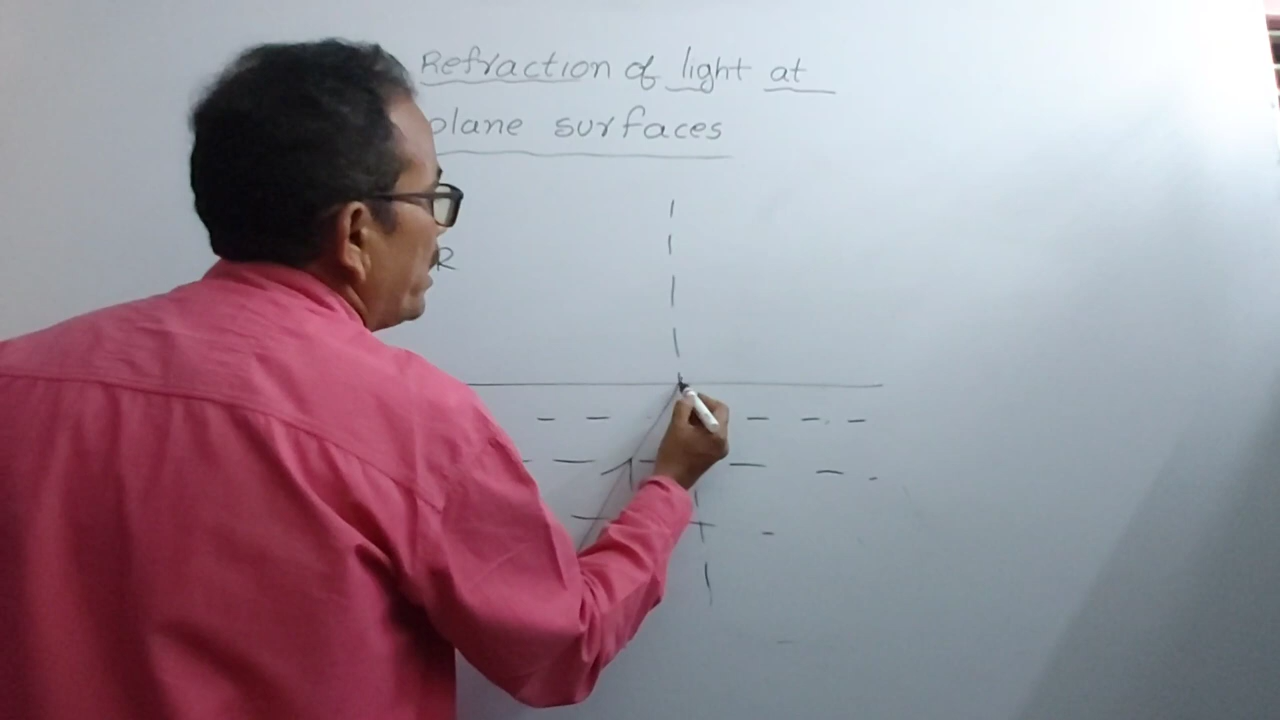 Refraction of light at
plane surfaces
R